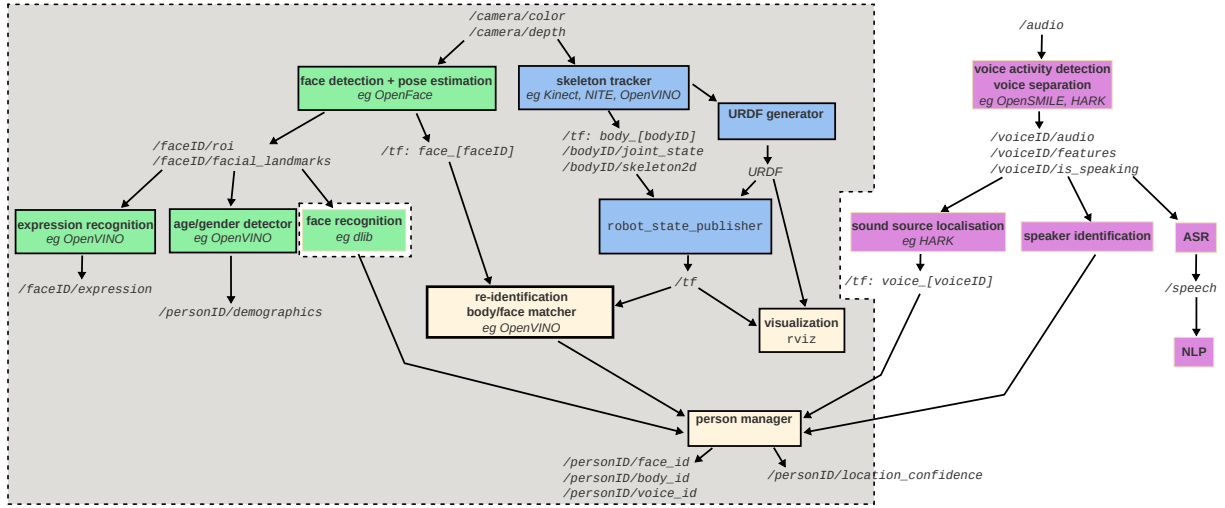 /camera/color
/camera/depth
/audio
face detection + pose estimation
eg OpenFace
skeleton tracker
eg Kinect, NITE, OpenVINO
voice activity detection
voice separation
eg OpenSMILE, HARK
URDF generator
/faceID/roi
/faceID/facial_landmarks
/tf: face_[faceID]
/tf: body_[bodyID]
/bodyID/joint_state
/bodyID/skeleton2d
URDF
/voiceID/audio
/voiceID/features
/voiceID/is_speaking
expression recognition
eg OpenVINO
age/gender detector
eg OpenVINO
face recognition
eg dlib
robot_state_publisher
sound source localisation
eg HARK
speaker identification
ASR
/faceID/expression
/personID/demographics
/tf
/tf: voice_[voiceID]
/speech
re-identification
body/face matcher
eg OpenVINO
visualization
rviz
NLP
person manager
/personID/face_id
/personID/body_id
/personID/voice_id
/personID/location_confidence